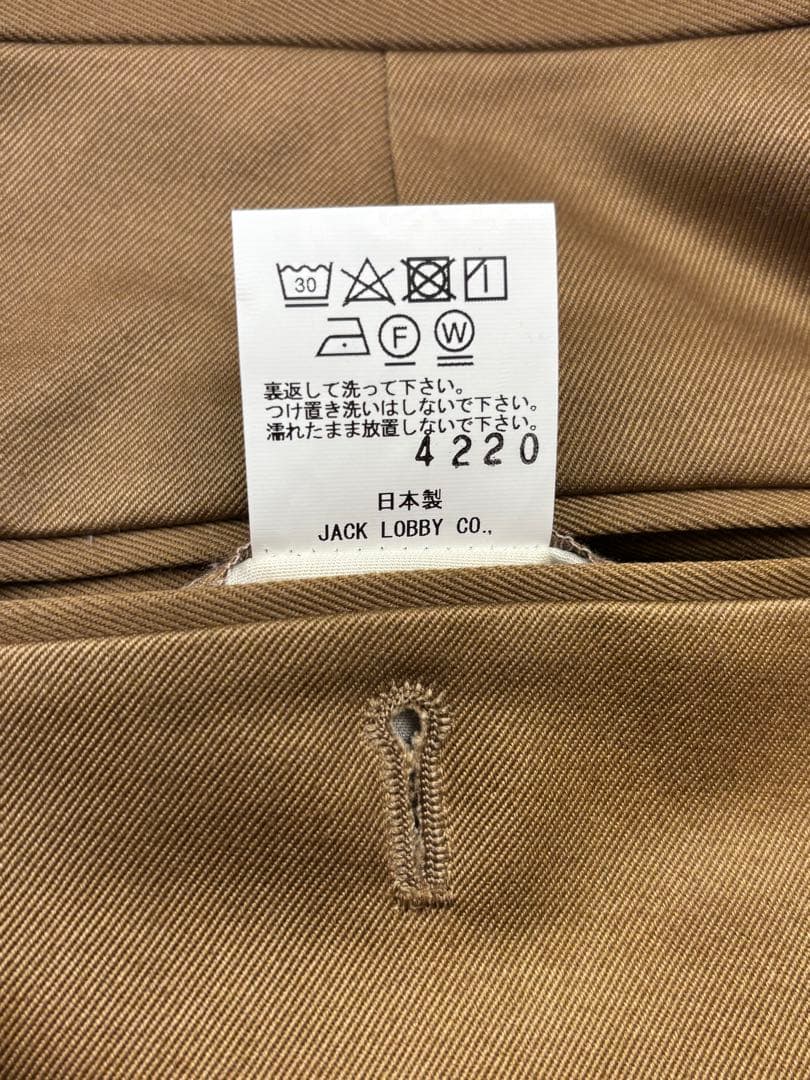 30
F W
裏返して洗って下さい。
つけ置き洗いはしないで下さい。
濡れたまま放置しないで下さい。
4220
日本製
JACK LOBBY CO.,